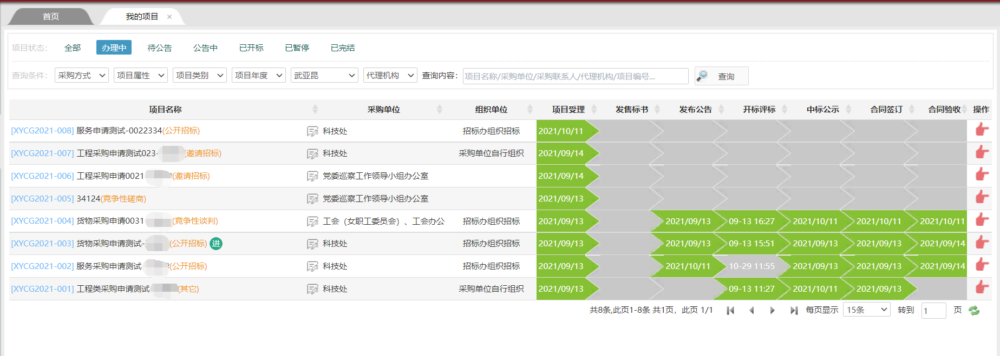 首页 我的项目 ×
项目状态: 全部 办理中 待公告 公告中 已开标 已暂停 已完结
查询条件: 采购方式 项目属性 项目类别 项目年度 武亚昆 代理机构 查询内容: 项目名称/采购单位/采购联系人/代理机构/项目编号... 查询
项目名称 采购单位 组织单位 项目受理 发售标书 发布公告 开标评标 中标公示 合同签订 合同验收 操作
[XYCG2021-008] 服务申请测试-0022334(公开招标) 科技处 招标办组织招标 2021/10/11
[XYCG2021-007] 工程采购申请测试023- (邀请招标) 科技处 采购单位自行组织 2021/09/14
[XYCG2021-006] 工程采购申请0021 (邀请招标) 党委巡察工作领导小组办公室 2021/09/14
[XYCG2021-005] 34124(竞争性磋商) 党委巡察工作领导小组办公室 2021/09/13
[XYCG2021-004] 货物采购申请0031 (竞争性谈判) 工会（女职工委员会）、工会办公 招标办组织招标 2021/09/13 2021/09/13 09-13 16:27 2021/10/11 2021/10/11 2021/10/11
[XYCG2021-003] 货物采购申请测试- (公开招标) 进 科技处 招标办组织招标 2021/09/13 2021/09/13 09-13 15:51 2021/09/13 2021/09/13 2021/09/14
[XYCG2021-002] 服务采购申请测试 (公开招标) 科技处 招标办组织招标 2021/09/13 2021/10/11 10-29 11:55 2021/09/13 2021/09/13 2021/09/14
[XYCG2021-001] 工程类采购申请测试 (其它) 科技处 采购单位自行组织 2021/09/13 09-13 11:27 2021/10/11 2021/09/13
共8条,此页1-8条 共1页，此页 1/1 每页显示 15条 转到 1 页